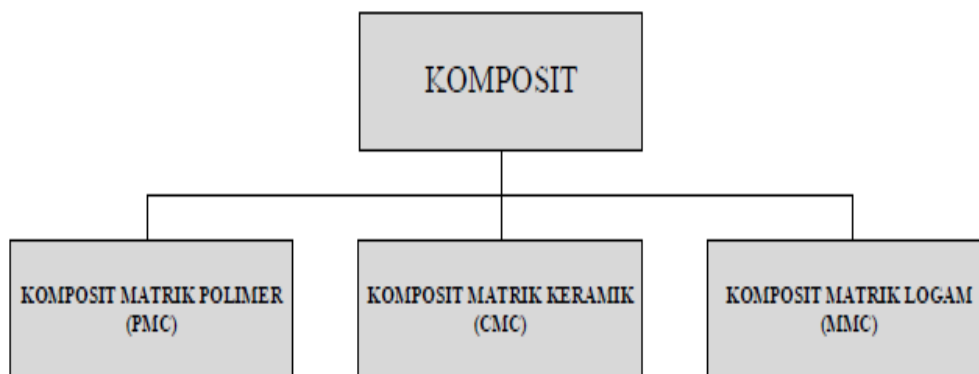 KOMPOSIT
KOMPOSIT MATRIK POLIMER
(PMC)
KOMPOSIT MATRIK KERAMIK
(CMC)
KOMPOSIT MATRIK LOGAM
(MMC)